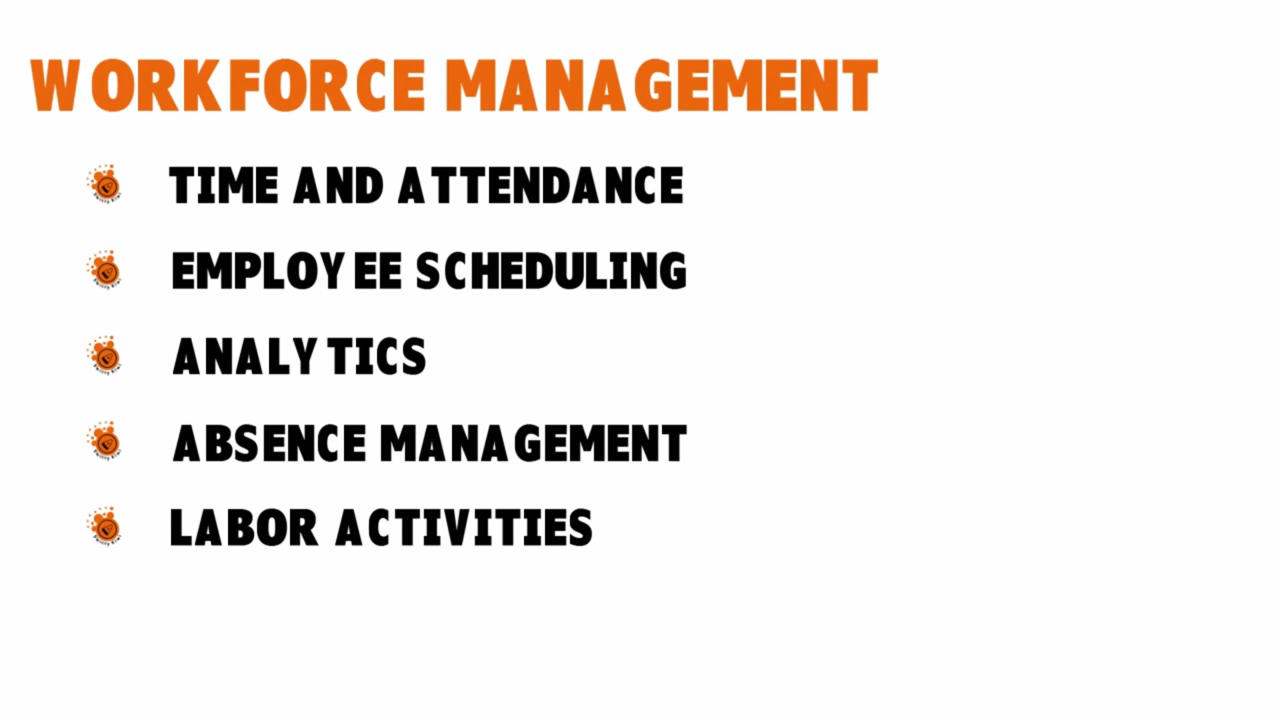 WORKFORCE MANAGEMENT
TIME AND ATTENDANCE
EMPLOYEE SCHEDULING
ANALYTICS
ABSENCE MANAGEMENT
LABOR ACTIVITIES